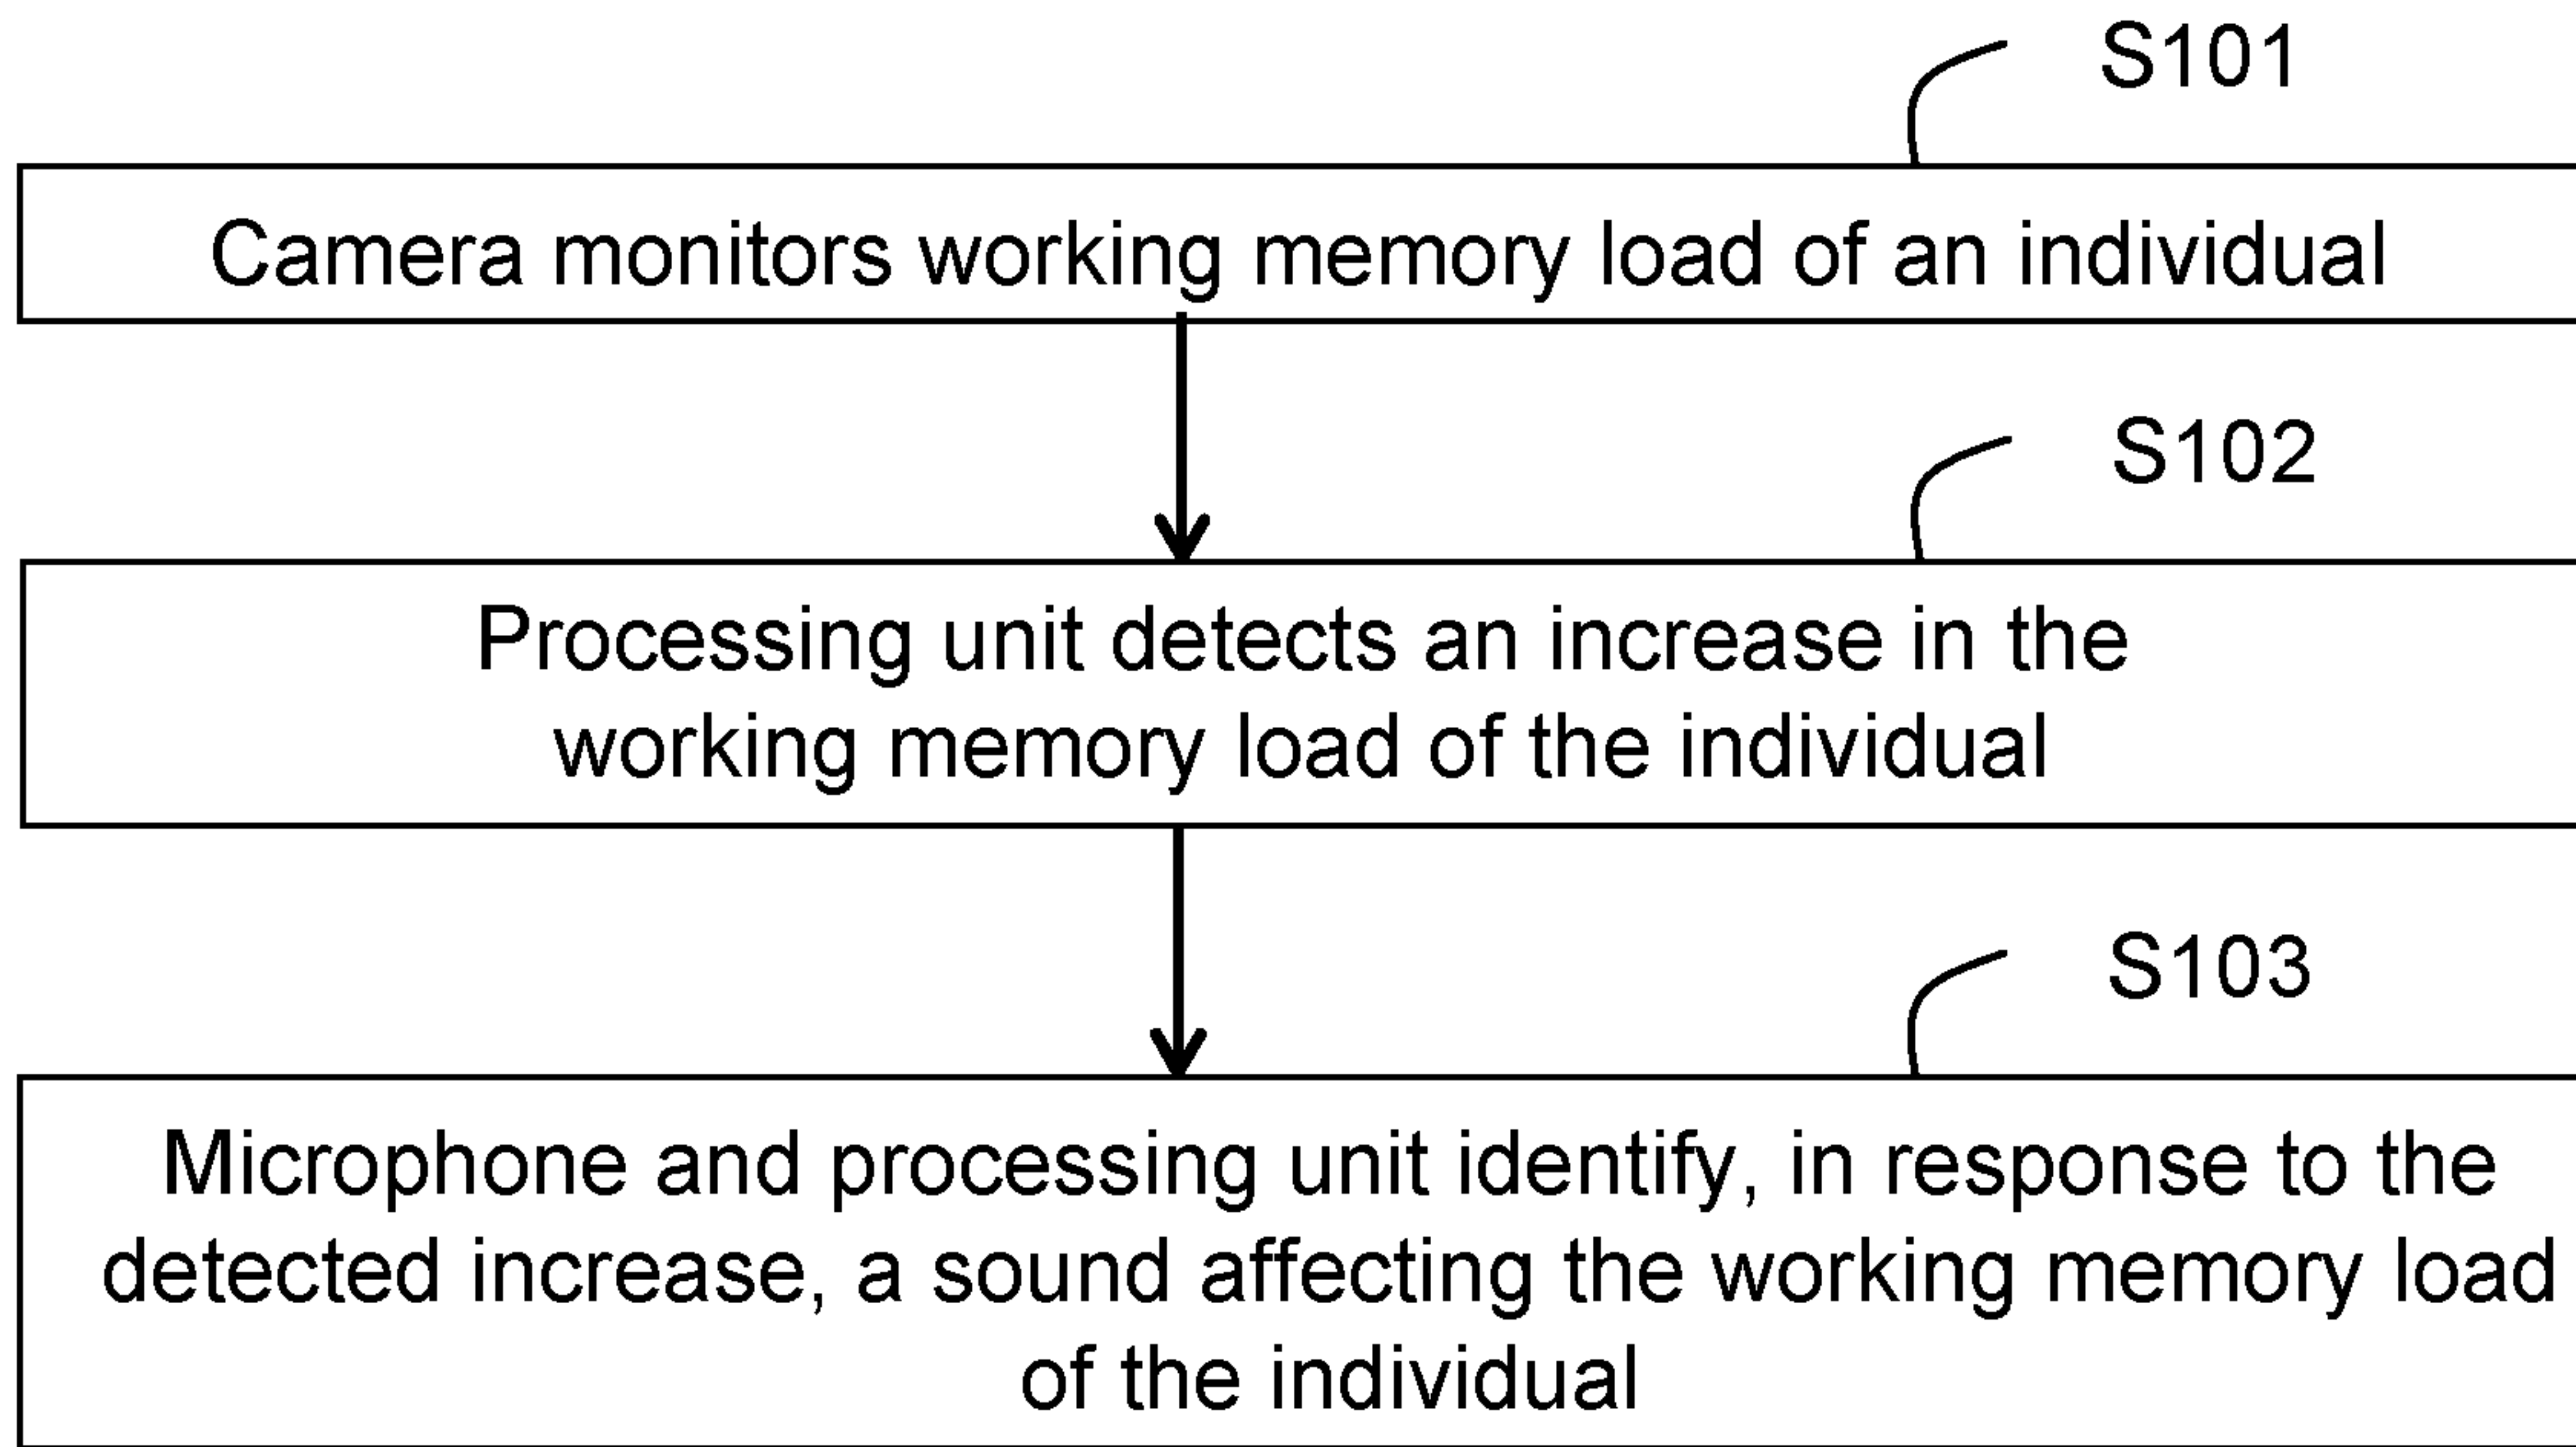 S101
Camera monitors working memory load of an individual
S102
Processing unit detects an increase in the
working memory load of the individual
S103
Microphone and processing unit identify, in response to the
detected increase, a sound affecting the working memory load
of the individual